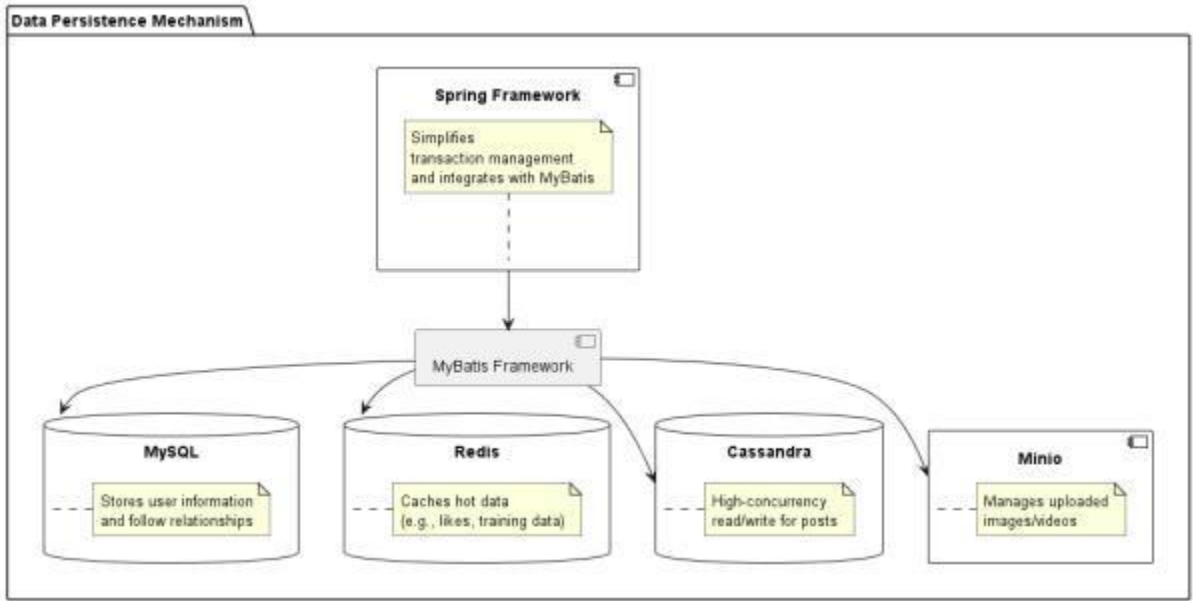 Data Persistence Mechanism
Spring Framework
Simplifies
transaction management
and integrates with MyBatis
MyBatis Framework
MySQL
Stores user information
and follow relationships
Redis
Caches hot data
(e.g., likes, training data)
Cassandra
High-concurrency
read/write for posts
Minio
Manages uploaded
images/videos